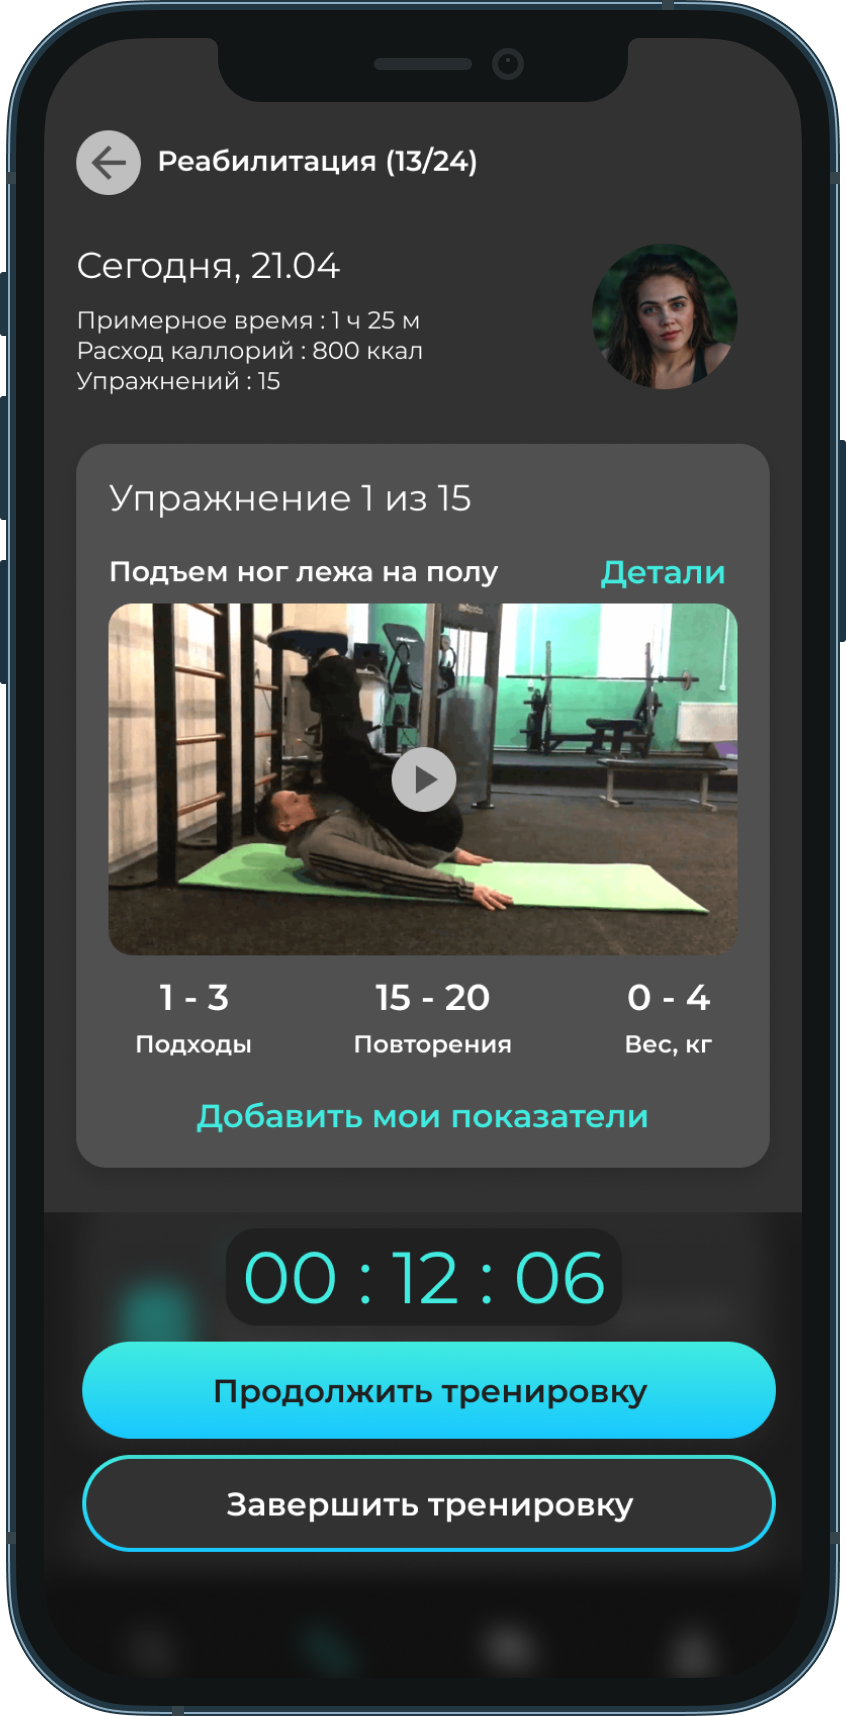 Реабилитация (13/24)
Сегодня, 21.04
Примерное время : 1 ч 25 м
Расход каллорий : 800 ккал
Упражнений : 15
Упражнение 1 из 15
Подъем ног лежа на полу
Детали
1 - 3
15 - 20
0 - 4
Подходы
Повторения
Вес, кг
Добавить мои показатели
00 : 12 : 06
Продолжить тренировку
Завершить тренировку